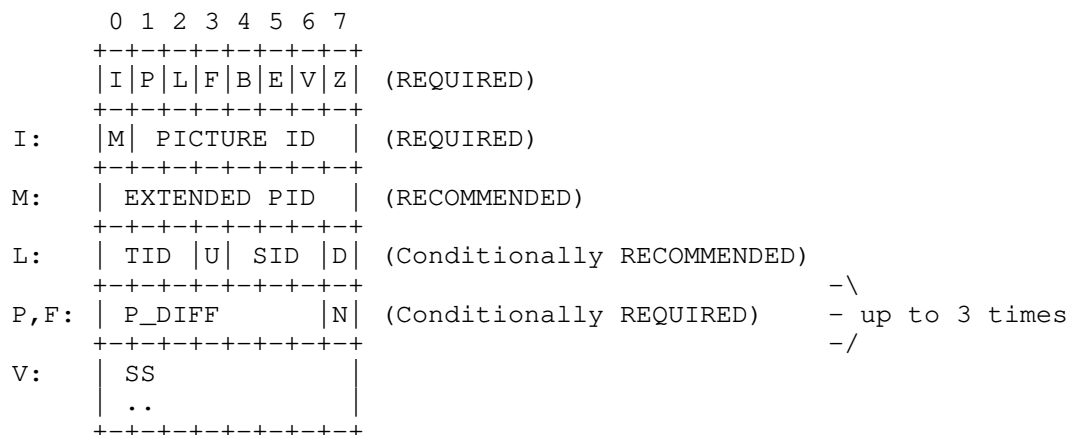 0 1 2 3 4 5 6 7
+-+-+-+-+-+-+-+-+
|I|P|L|F|B|E|V|Z| (REQUIRED)
+-+-+-+-+-+-+-+-+
I: |M| PICTURE ID | (REQUIRED)
+-+-+-+-+-+-+-+-+
M: | EXTENDED PID | (RECOMMENDED)
+-+-+-+-+-+-+-+-+
L: | TID |U| SID |D| (Conditionally RECOMMENDED)
+-+-+-+-+-+-+-+-+ -\
P,F: | P_DIFF |N| (Conditionally REQUIRED) - up to 3 times
+-+-+-+-+-+-+-+-+ -/
V: | SS |
| .. |
+-+-+-+-+-+-+-+-+